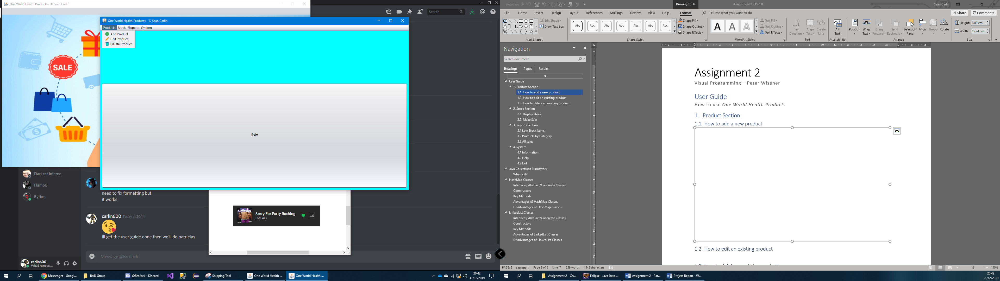 One World Health Products - © Sean Carlin
SALE
One World Health Products - © Sean Carlin
Products Stock Reports System
Add Product
Edit Product
Delete Product
Exit
Search
Darkest Inferno
Flamb0
Rythm
need to fix formatting but
it works
carlin600 Today at 20:14
ill get the user guide done then we'll do patricias
Message @BroJack
GIF
carlin600
Whyd remove....
LMFAO
Sorry For Party Rocking
LMFAO
Messenger - Googl...
BAD Group
@BroJack - Discord
Snipping Tool
One World Health ...
One World Health ...
20:42
11/12/2019
AutoSave Off
Drawing Tools
Assignment 2 - Part B
Sean Carlin
File Home Insert Design Layout References Mailings Review View Help Format Tell me what you want to do
Share Comments
Edit Shape
Draw Text Box
Insert Shapes
Abc Abc Abc Abc Abc Abc Abc
Shape Fill
Shape Outline
Shape Effects
Shape Styles
A A A
Text Fill
Text Outline
Text Effects
WordArt Styles
Text Direction
Align Text
Create Link
Text
Alt Text
Accessibility
Position
Wrap Text
Bring Forward
Send Backward
Selection Pane
Align
Group
Rotate
Arrange
Height: 8.89 cm
Width: 15.24 cm
Size
Navigation
Search document
Headings Pages Results
User Guide
1. Product Section
1.1. How to add a new product
1.2. How to edit an existing product
1.3. How to delete an existing product
2. Stock Section
2.1. Display Stock
2.2. Make Sale
3. Reports Section
3.1 Low Stock Items
3.2 Products by Category
3.2 All sales
4. System
4.1 Information
4.2 Help
4.3 Exit
Java Collections Framework
What is it?
HashMap Classes
Interfaces, Abstract/Concreate Classes
Constructors
Key Methods
Advantages of HashMap Classes
Disadvantages of HashMap Classes
LinkedList Classes
Interfaces, Abstract/Concreate Classes
Constructors
Key Methods
Advantages of LinkedList Classes
Disadvantages of LinkedList Classes
Assignment 2
Visual Programming – Peter Wisener
User Guide
How to use One World Health Products
1. Product Section
1.1. How to add a new product
1.2. How to edit an existing product
PAGE: 2 Section: 1 Page 3 of 6 Line: 7 259 words 1545 characters
130%
Assignment 2 - CA...
Eclipse - Java Data ...
Assignment 2 - Par...
Project Report - W...
20:42
11/12/2019